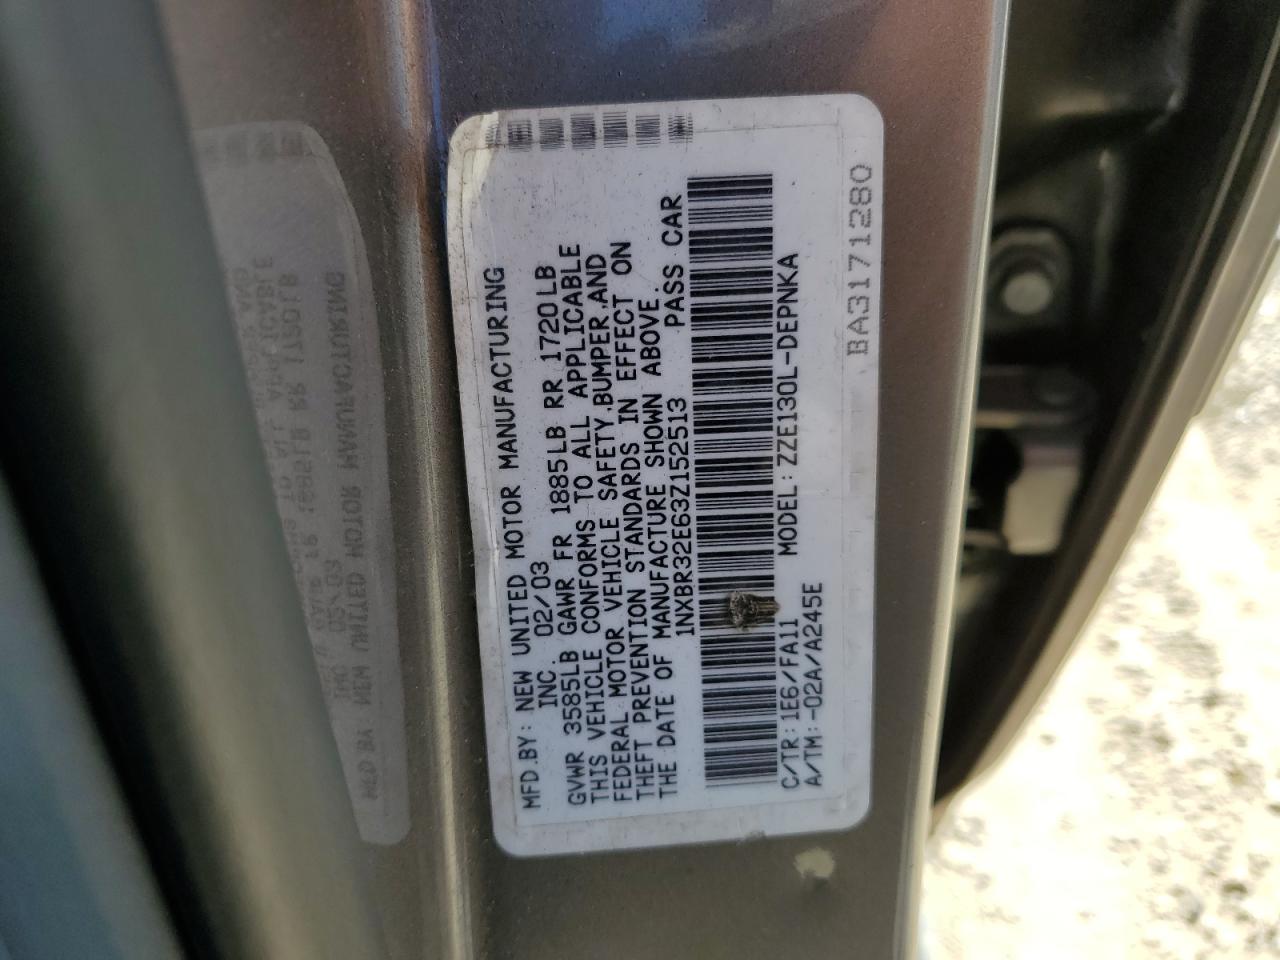 MFD.BY: NEW UNITED MOTOR MANUFACTURING
INC. 02/03
GVWR 3585LB GAWR FR 1885LB RR 1720LB
THIS VEHICLE CONFORMS TO ALL APPLICABLE
FEDERAL MOTOR VEHICLE SAFETY,BUMPER,AND
THEFT PREVENTION STANDARDS IN EFFECT ON
THE DATE OF MANUFACTURE SHOWN ABOVE.
1NXBR32E63Z152513 PASS CAR
C/TR:1E6/FA11 MODEL:ZZE130L-DEPNKA
A/TM:-02A/A245E
BA3171280